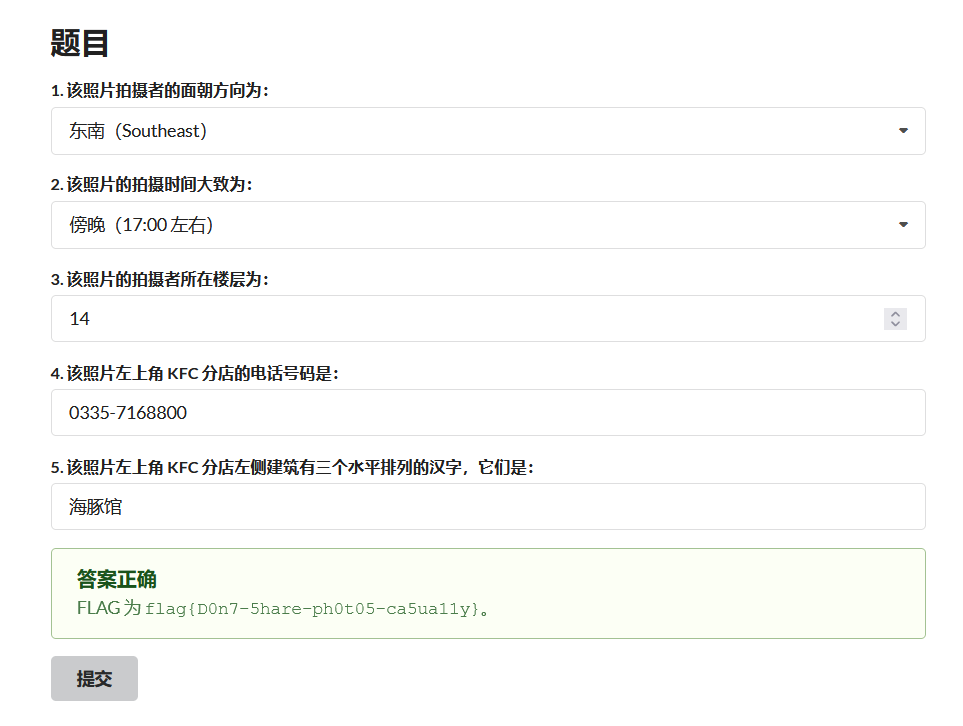 题目
1. 该照片拍摄者的面朝方向为：
东南（Southeast）
2. 该照片的拍摄时间大致为：
傍晚（17:00 左右）
3. 该照片的拍摄者所在楼层为：
14
4. 该照片左上角 KFC 分店的电话号码是：
0335-7168800
5. 该照片左上角 KFC 分店左侧建筑有三个水平排列的汉字，它们是：
海豚馆
答案正确
FLAG 为 flag{D0n7-5hare-ph0t05-ca5ua11y}。
提交